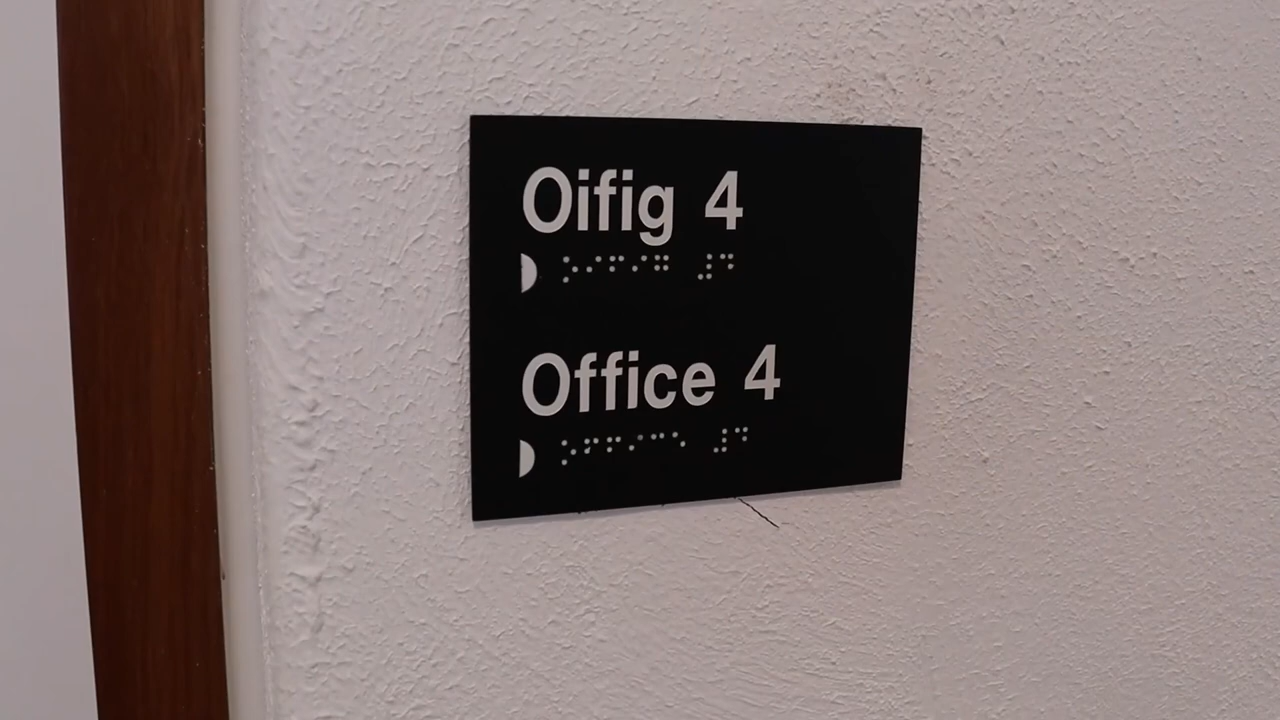 Oifig 4
⠕⠊⠋⠊⠛ ⠼⠙
Office 4
⠕⠖⠋⠊⠉⠑ ⠼⠙